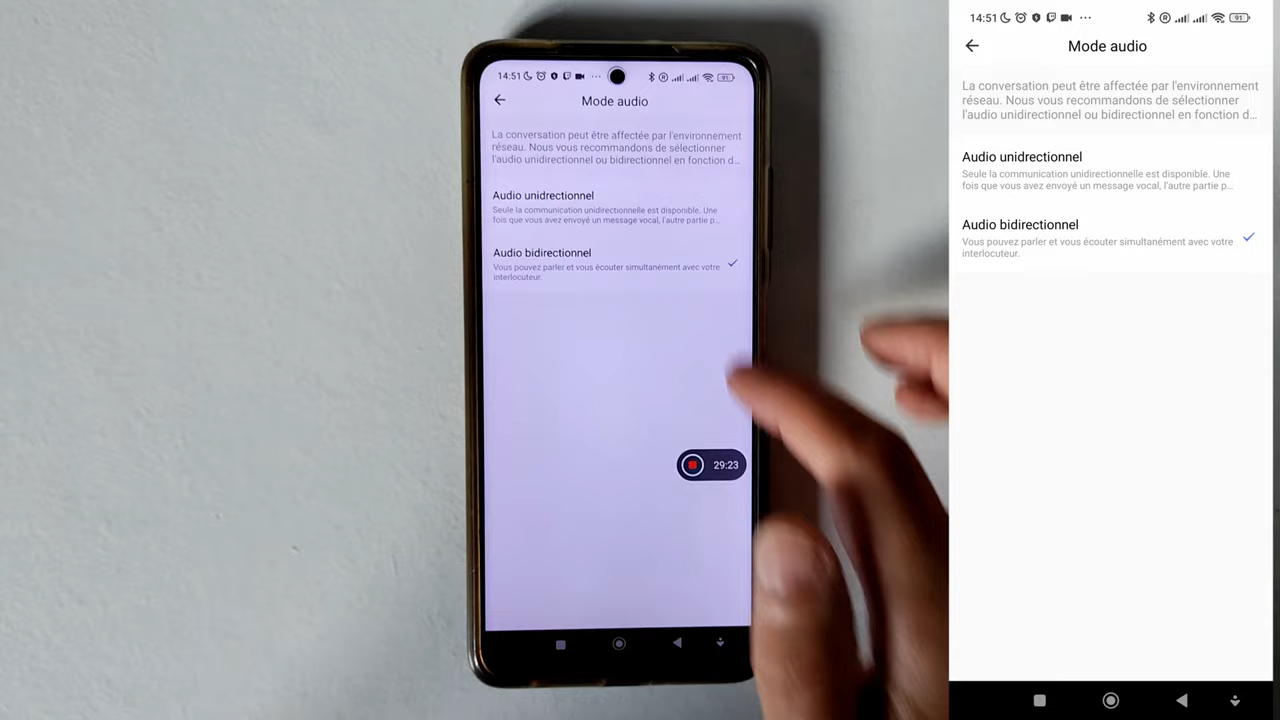 14:51
91
Mode audio
La conversation peut être affectée par l'environnement
réseau. Nous vous recommandons de sélectionner
l'audio unidirectionnel ou bidirectionnel en fonction d...
Audio unidrectionnel
Seule la communication unidirectionnelle est disponible. Une
fois que vous avez envoyé un message vocal, l'autre partie p...
Audio bidirectionnel
Vous pouvez parler et vous écouter simultanément avec votre
interlocuteur.
29:23
14:51
91
Mode audio
La conversation peut être affectée par l'environnement
réseau. Nous vous recommandons de sélectionner
l'audio unidirectionnel ou bidirectionnel en fonction d...
Audio unidrectionnel
Seule la communication unidirectionnelle est disponible. Une
fois que vous avez envoyé un message vocal, l'autre partie p...
Audio bidirectionnel
Vous pouvez parler et vous écouter simultanément avec votre
interlocuteur.